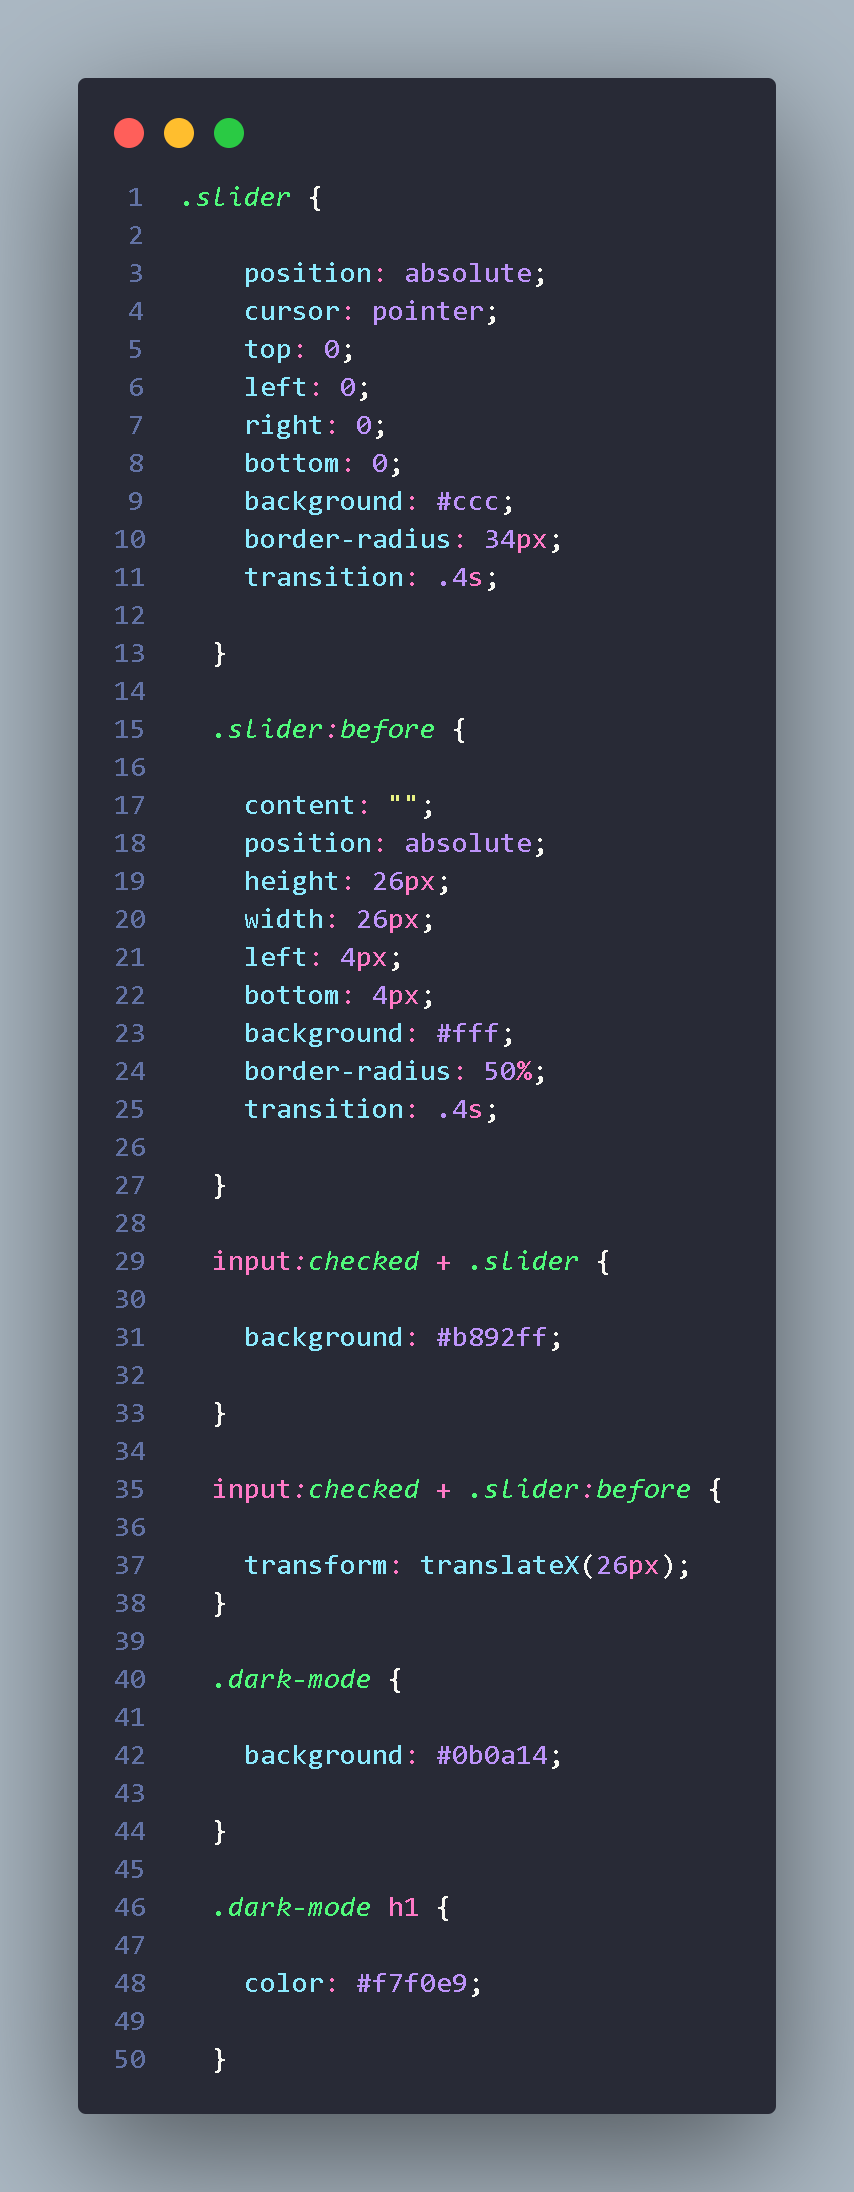 1 .slider {
2
3 position: absolute;
4 cursor: pointer;
5 top: 0;
6 left: 0;
7 right: 0;
8 bottom: 0;
9 background: #ccc;
10 border-radius: 34px;
11 transition: .4s;
12
13 }
14
15 .slider:before {
16
17 content: "";
18 position: absolute;
19 height: 26px;
20 width: 26px;
21 left: 4px;
22 bottom: 4px;
23 background: #fff;
24 border-radius: 50%;
25 transition: .4s;
26
27 }
28
29 input:checked + .slider {
30
31 background: #b892ff;
32
33 }
34
35 input:checked + .slider:before {
36
37 transform: translateX(26px);
38 }
39
40 .dark-mode {
41
42 background: #0b0a14;
43
44 }
45
46 .dark-mode h1 {
47
48 color: #f7f0e9;
49
50 }